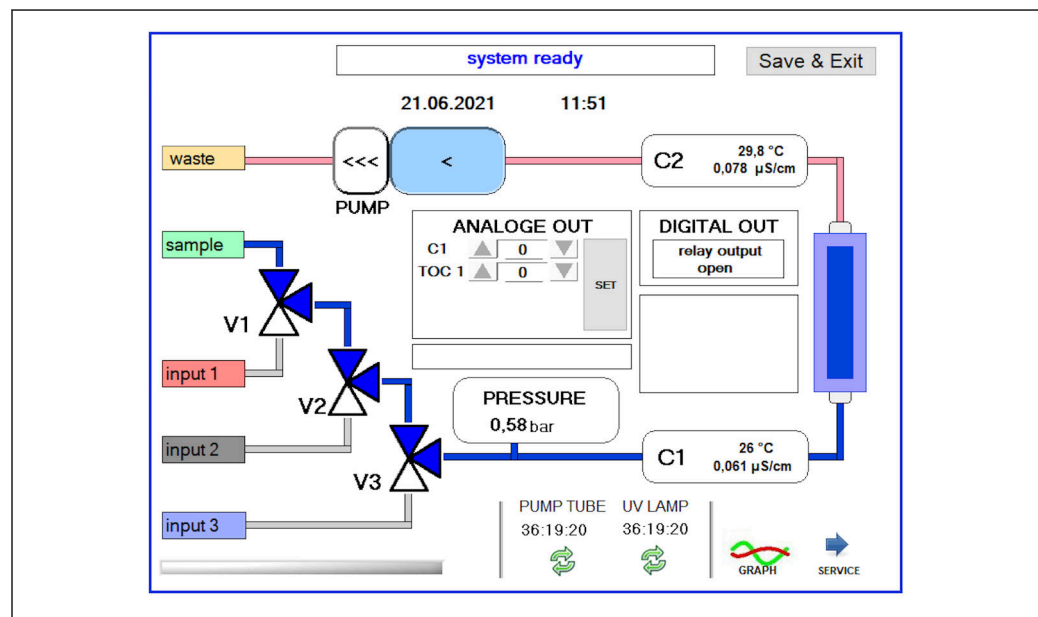 system ready
Save & Exit
21.06.2021 11:51
waste
<<<
<
C2
29,8 °C
0,078 µS/cm
PUMP
sample
ANALOGE OUT
C1 0
TOC 1 0
SET
DIGITAL OUT
relay output
open
V1
input 1
V2
PRESSURE
0,58 bar
input 2
V3
C1
26 °C
0,061 µS/cm
input 3
PUMP TUBE UV LAMP
36:19:20 36:19:20
GRAPH SERVICE